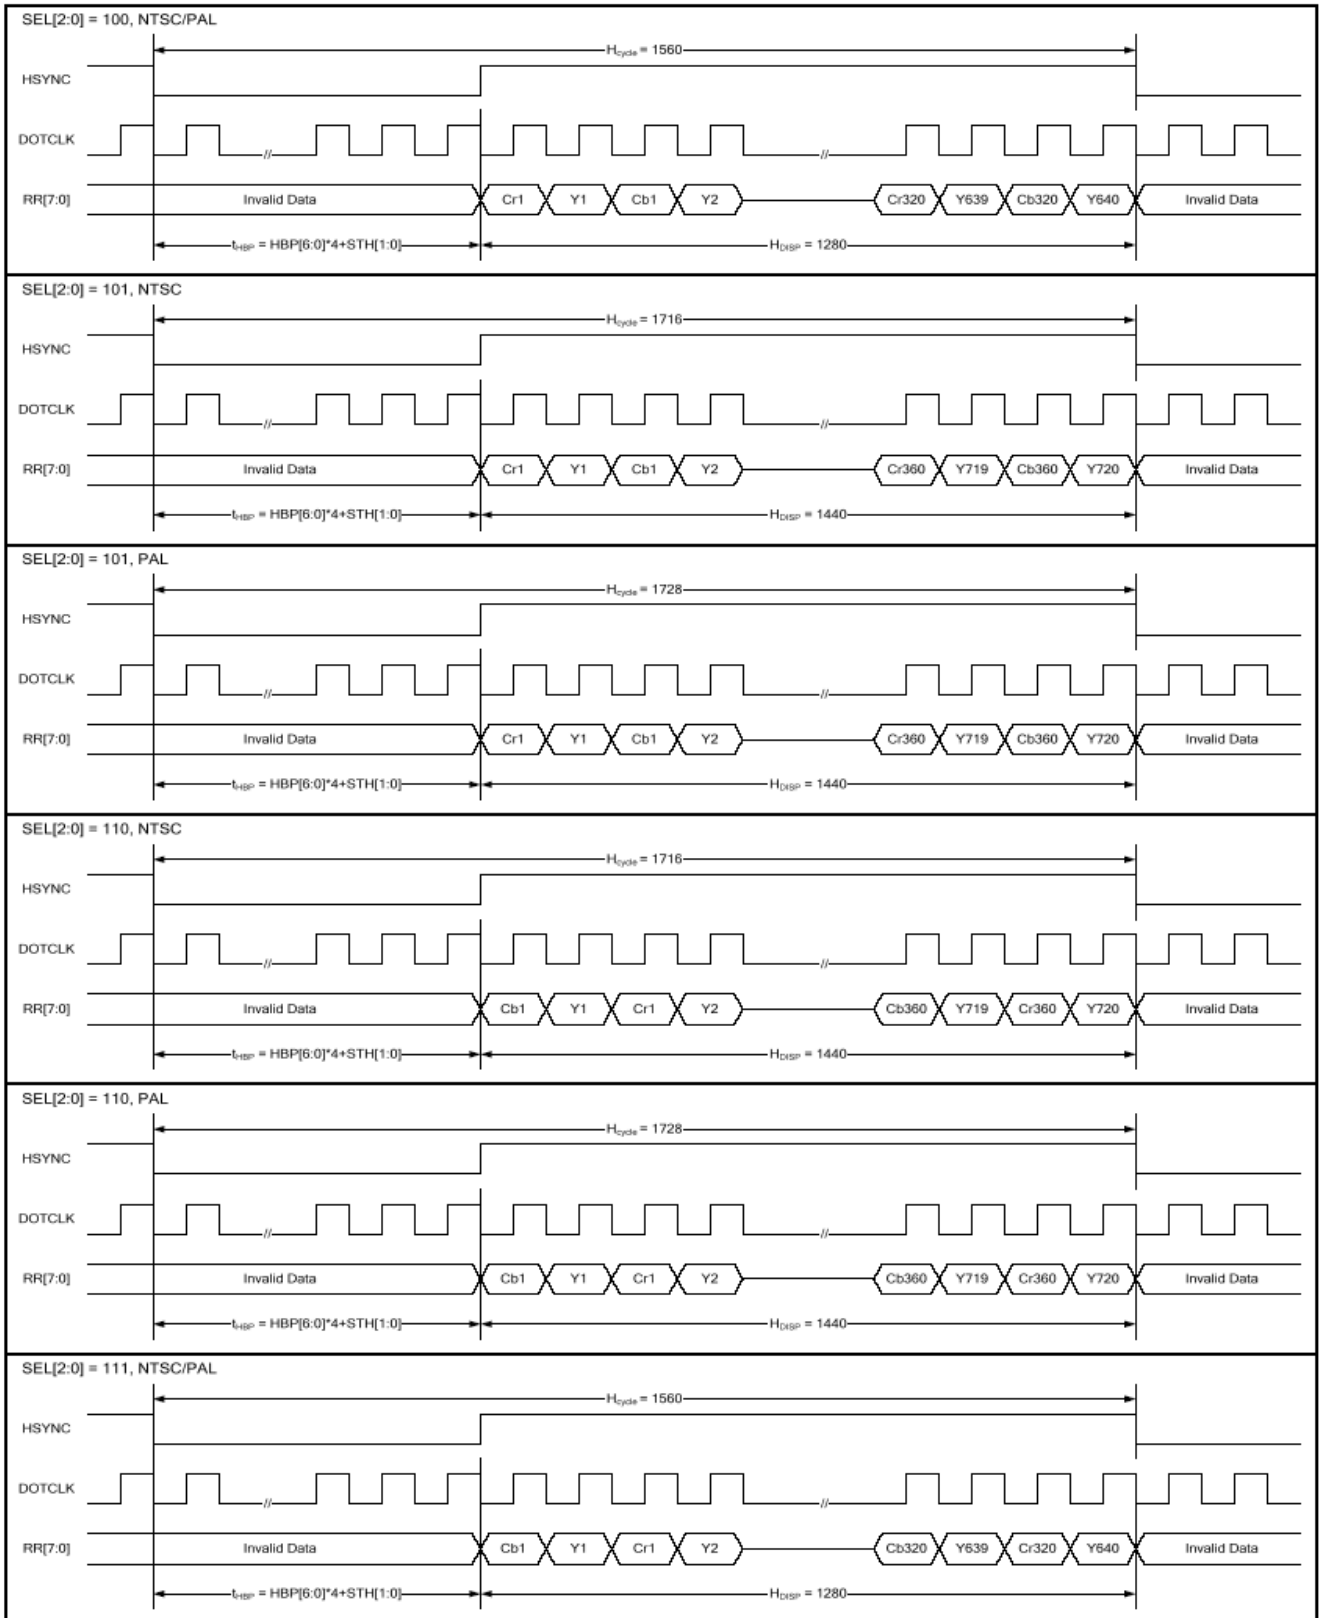 SEL[2:0] = 100, NTSC/PAL
Hcycle = 1560
HSYNC
DOTCLK
//
//
RR[7:0] Invalid Data Cr1 Y1 Cb1 Y2 Cr320 Y639 Cb320 Y640 Invalid Data
tHBP = HBP[6:0]*4+STH[1:0] HDISP = 1280
SEL[2:0] = 101, NTSC
Hcycle = 1716
HSYNC
DOTCLK
//
//
RR[7:0] Invalid Data Cr1 Y1 Cb1 Y2 Cr360 Y719 Cb360 Y720 Invalid Data
tHBP = HBP[6:0]*4+STH[1:0] HDISP = 1440
SEL[2:0] = 101, PAL
Hcycle = 1728
HSYNC
DOTCLK
//
//
RR[7:0] Invalid Data Cr1 Y1 Cb1 Y2 Cr360 Y719 Cb360 Y720 Invalid Data
tHBP = HBP[6:0]*4+STH[1:0] HDISP = 1440
SEL[2:0] = 110, NTSC
Hcycle = 1716
HSYNC
DOTCLK
//
//
RR[7:0] Invalid Data Cb1 Y1 Cr1 Y2 Cb360 Y719 Cr360 Y720 Invalid Data
tHBP = HBP[6:0]*4+STH[1:0] HDISP = 1440
SEL[2:0] = 110, PAL
Hcycle = 1728
HSYNC
DOTCLK
//
//
RR[7:0] Invalid Data Cb1 Y1 Cr1 Y2 Cb360 Y719 Cr360 Y720 Invalid Data
tHBP = HBP[6:0]*4+STH[1:0] HDISP = 1440
SEL[2:0] = 111, NTSC/PAL
Hcycle = 1560
HSYNC
DOTCLK
//
//
RR[7:0] Invalid Data Cb1 Y1 Cr1 Y2 Cb320 Y639 Cr320 Y640 Invalid Data
tHBP = HBP[6:0]*4+STH[1:0] HDISP = 1280